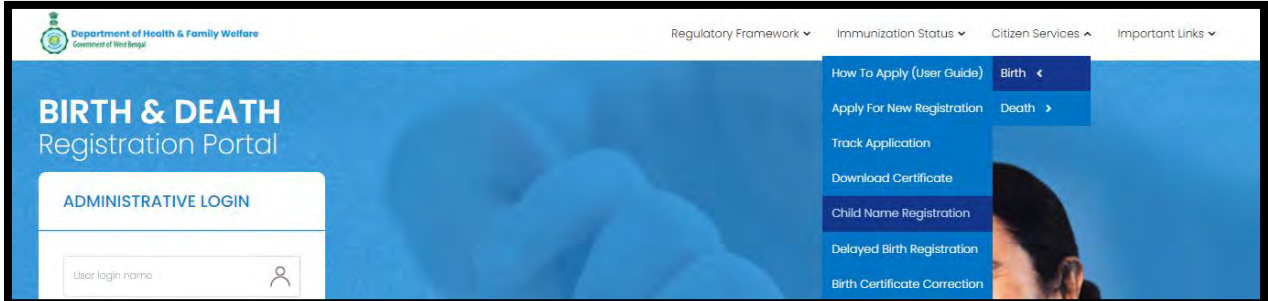 Department of Health & Family Welfare
Government of West Bengal
Regulatory Framework
Immunization Status
Citizen Services
Important Links
How To Apply (User Guide)
Birth
Apply For New Registration
Death
Track Application
Download Certificate
Child Name Registration
Delayed Birth Registration
Birth Certificate Correction
BIRTH & DEATH
Registration Portal
ADMINISTRATIVE LOGIN
User login name